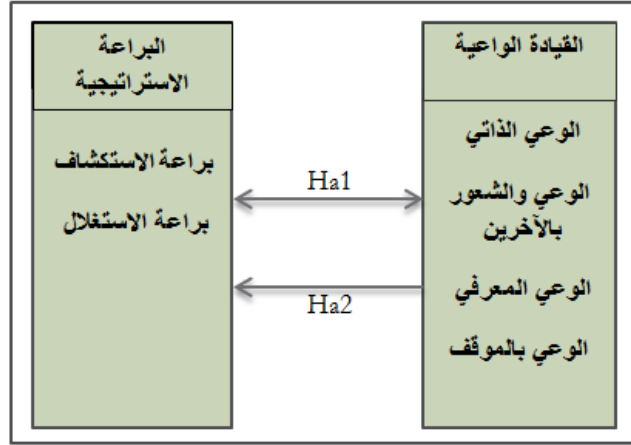 القيادة الواعية
الوعي الذاتي
الوعي والشعور
بالآخرين
الوعي المعرفي
الوعي بالموقف
Ha1
Ha2
البراعة
الاستراتيجية
براعة الاستكشاف
براعة الاستغلال